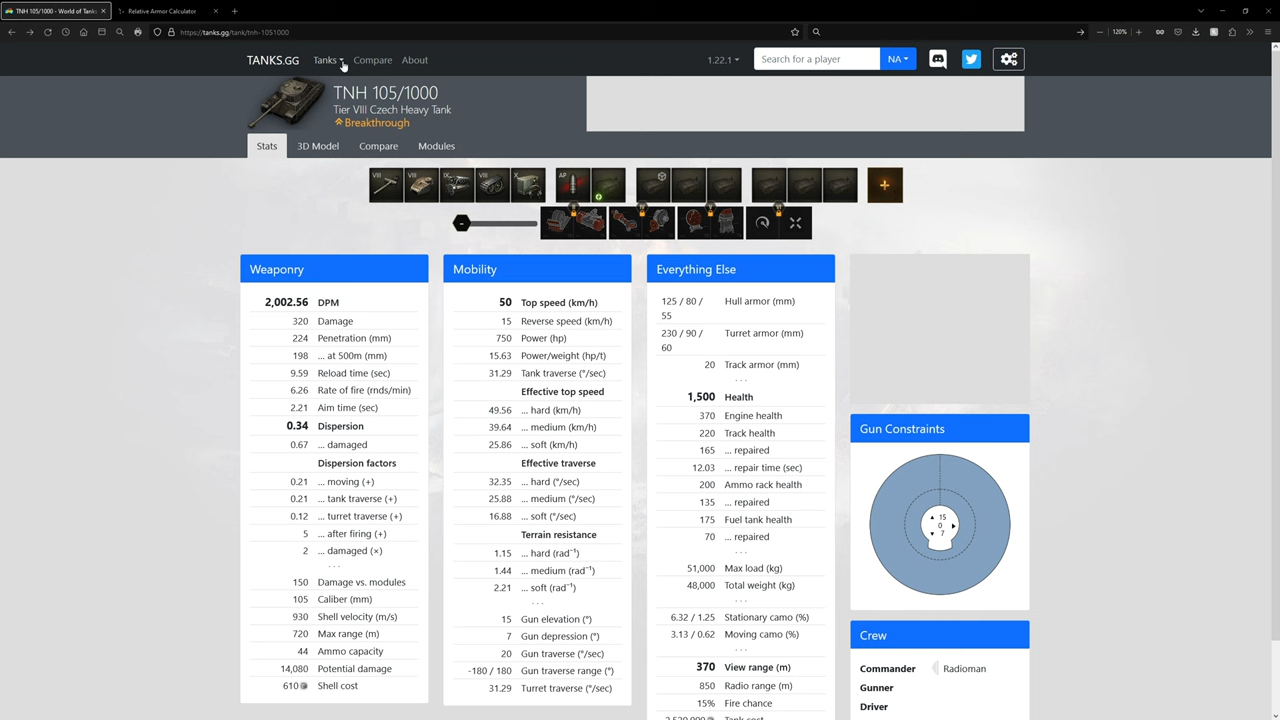 TNH 105/1000 - World of Tanks
Relative Armor Calculator
https://tanks.gg/tank/tnh-1051000
120%
TANKS.GG
Tanks
Compare
About
1.22.1
Search for a player
NA
TNH 105/1000
Tier VIII Czech Heavy Tank
Breakthrough
Stats
3D Model
Compare
Modules
VIII
VIII
IX
VIII
X
AP
Weaponry
2,002.56 DPM
320 Damage
224 Penetration (mm)
198 ... at 500m (mm)
9.59 Reload time (sec)
6.26 Rate of fire (rnds/min)
2.21 Aim time (sec)
0.34 Dispersion
0.67 ... damaged
Dispersion factors
0.21 ... moving (+)
0.21 ... tank traverse (+)
0.12 ... turret traverse (+)
5 ... after firing (+)
2 ... damaged (×)
...
150 Damage vs. modules
105 Caliber (mm)
930 Shell velocity (m/s)
720 Max range (m)
44 Ammo capacity
14,080 Potential damage
610 Shell cost
Mobility
50 Top speed (km/h)
15 Reverse speed (km/h)
750 Power (hp)
15.63 Power/weight (hp/t)
31.29 Tank traverse (°/sec)
Effective top speed
49.56 ... hard (km/h)
39.64 ... medium (km/h)
25.86 ... soft (km/h)
Effective traverse
32.35 ... hard (°/sec)
25.88 ... medium (°/sec)
16.88 ... soft (°/sec)
Terrain resistance
1.15 ... hard (rad⁻¹)
1.44 ... medium (rad⁻¹)
2.21 ... soft (rad⁻¹)
...
15 Gun elevation (°)
7 Gun depression (°)
20 Gun traverse (°/sec)
-180 / 180 Gun traverse range (°)
31.29 Turret traverse (°/sec)
Everything Else
125 / 80 / 55 Hull armor (mm)
230 / 90 / 60 Turret armor (mm)
20 Track armor (mm)
...
1,500 Health
370 Engine health
220 Track health
165 ... repaired
12.03 ... repair time (sec)
200 Ammo rack health
135 ... repaired
175 Fuel tank health
70 ... repaired
...
51,000 Max load (kg)
48,000 Total weight (kg)
...
6.32 / 1.25 Stationary camo (%)
3.13 / 0.62 Moving camo (%)
...
370 View range (m)
850 Radio range (m)
15% Fire chance
Gun Constraints
15
0
7
Crew
Commander Radioman
Gunner
Driver